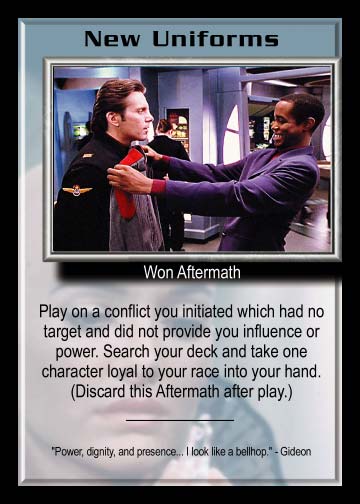 New Uniforms
Won Aftermath
Play on a conflict you initiated which had no
target and did not provide you influence or
power. Search your deck and take one
character loyal to your race into your hand.
(Discard this Aftermath after play.)
"Power, dignity, and presence... I look like a bellhop." - Gideon